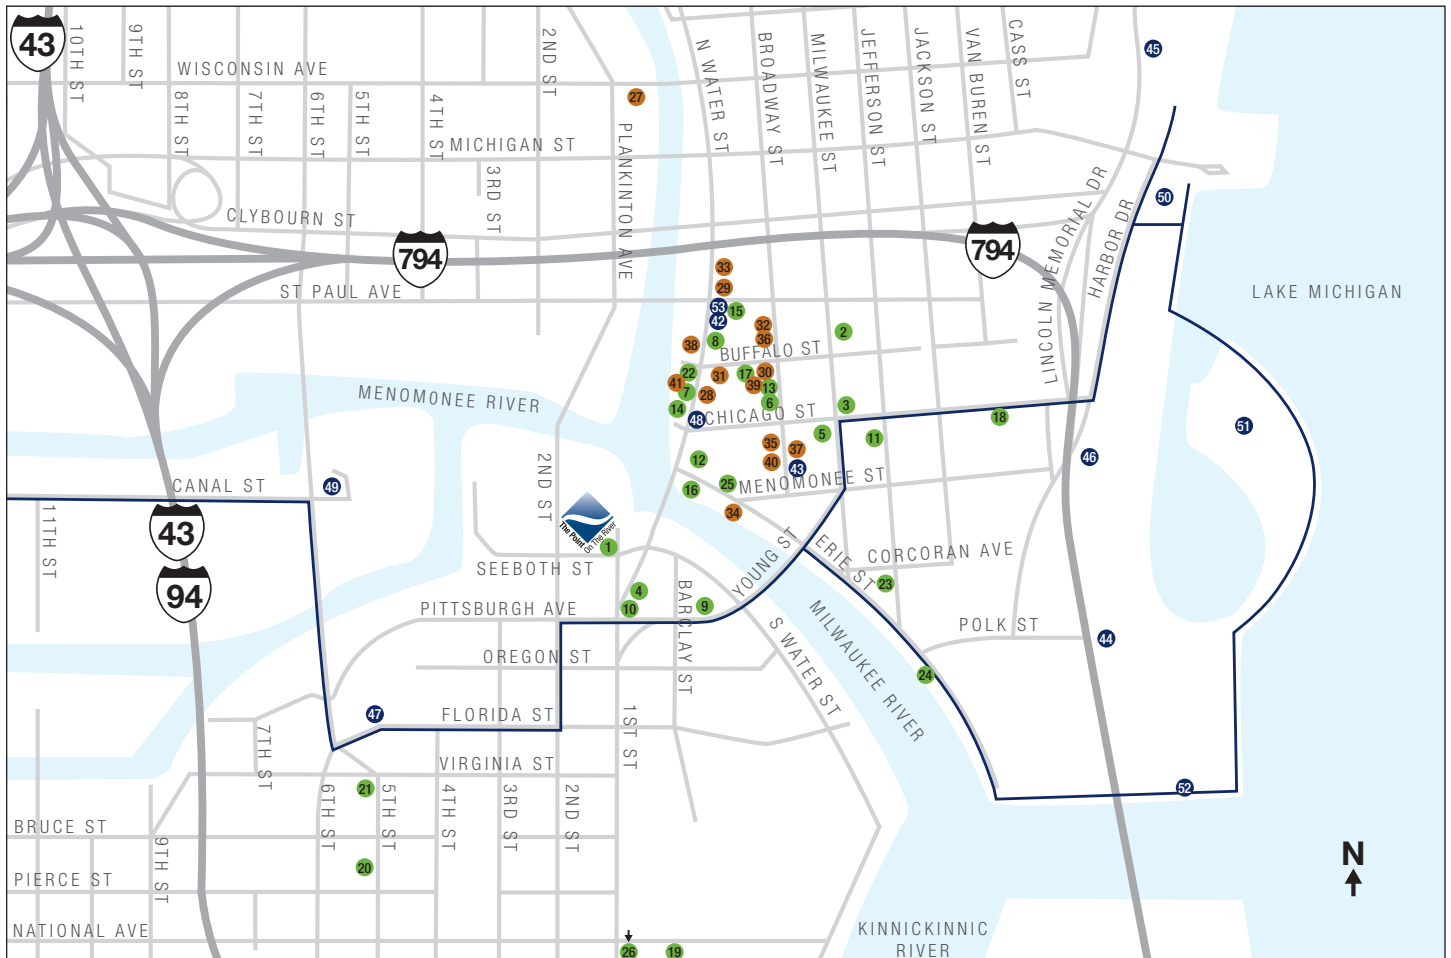 43
10TH ST
9TH ST
2ND ST
N WATER ST
BROADWAY ST
MILWAUKEE ST
JEFFERSON ST
JACKSON ST
VAN BUREN ST
CASS ST
45
WISCONSIN AVE
27
8TH ST
7TH ST
6TH ST
5TH ST
4TH ST
MICHIGAN ST
PLANKINTON AVE
3RD ST
50
CLYBOURN ST
LINCOLN MEMORIAL DR
HARBOR DR
794
794
33
29
ST PAUL AVE
LAKE MICHIGAN
53
15
42
32
2
36
8
38
BUFFALO ST
22
31
17
30
41
39
13
7
28
6
3
14
48
CHICAGO ST
18
51
MENOMONEE RIVER
5
11
35
37
12
40
43
46
2ND ST
CANAL ST
49
16
25
MENOMONEE ST
34
43
11TH ST
The Point
On The River
1
YOUNG ST
ERIE ST
CORCORAN AVE
SEEBOTH ST
94
4
23
BARCLAY ST
PITTSBURGH AVE
10
9
S WATER ST
MILWAUKEE RIVER
POLK ST
44
OREGON ST
24
47
FLORIDA ST
1ST ST
7TH ST
VIRGINIA ST
21
6TH ST
5TH ST
4TH ST
3RD ST
2ND ST
52
BRUCE ST
9TH ST
20
N
PIERCE ST
NATIONAL AVE
26
19
KINNICKINNIC
RIVER